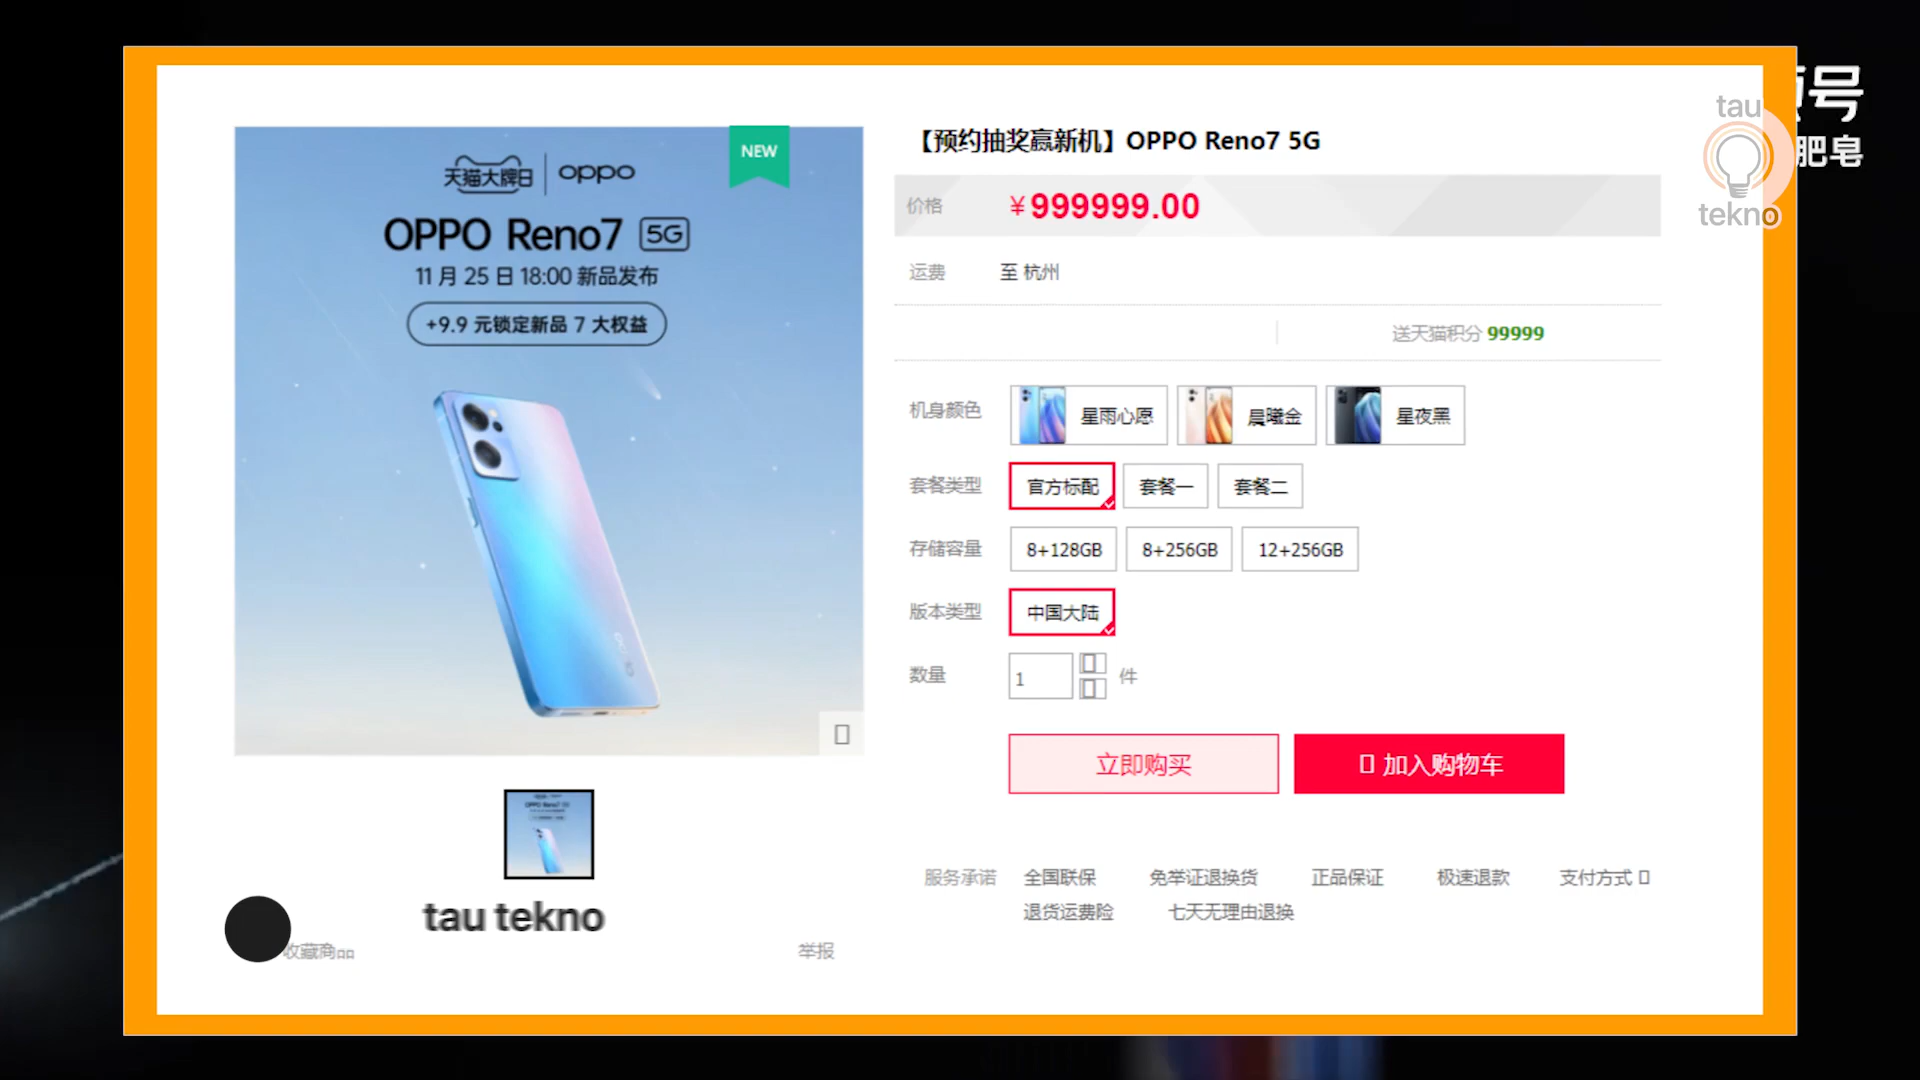 号
肥皂
tau
tekno
天猫大牌日 oppo
NEW
OPPO Reno7 5G
11 月 25 日 18:00 新品发布
+9.9 元锁定新品 7 大权益
【预约抽奖赢新机】OPPO Reno7 5G
价格 ¥999999.00
运费 至 杭州
送天猫积分 99999
机身颜色 星雨心愿 晨曦金 星夜黑
套餐类型 官方标配 套餐一 套餐二
存储容量 8+128GB 8+256GB 12+256GB
版本类型 中国大陆
数量 1 件
立即购买 加入购物车
服务承诺 全国联保 免举证退换货 正品保证 极速退款 支付方式
退货运费险 七天无理由退换
tau tekno
收藏商品 举报